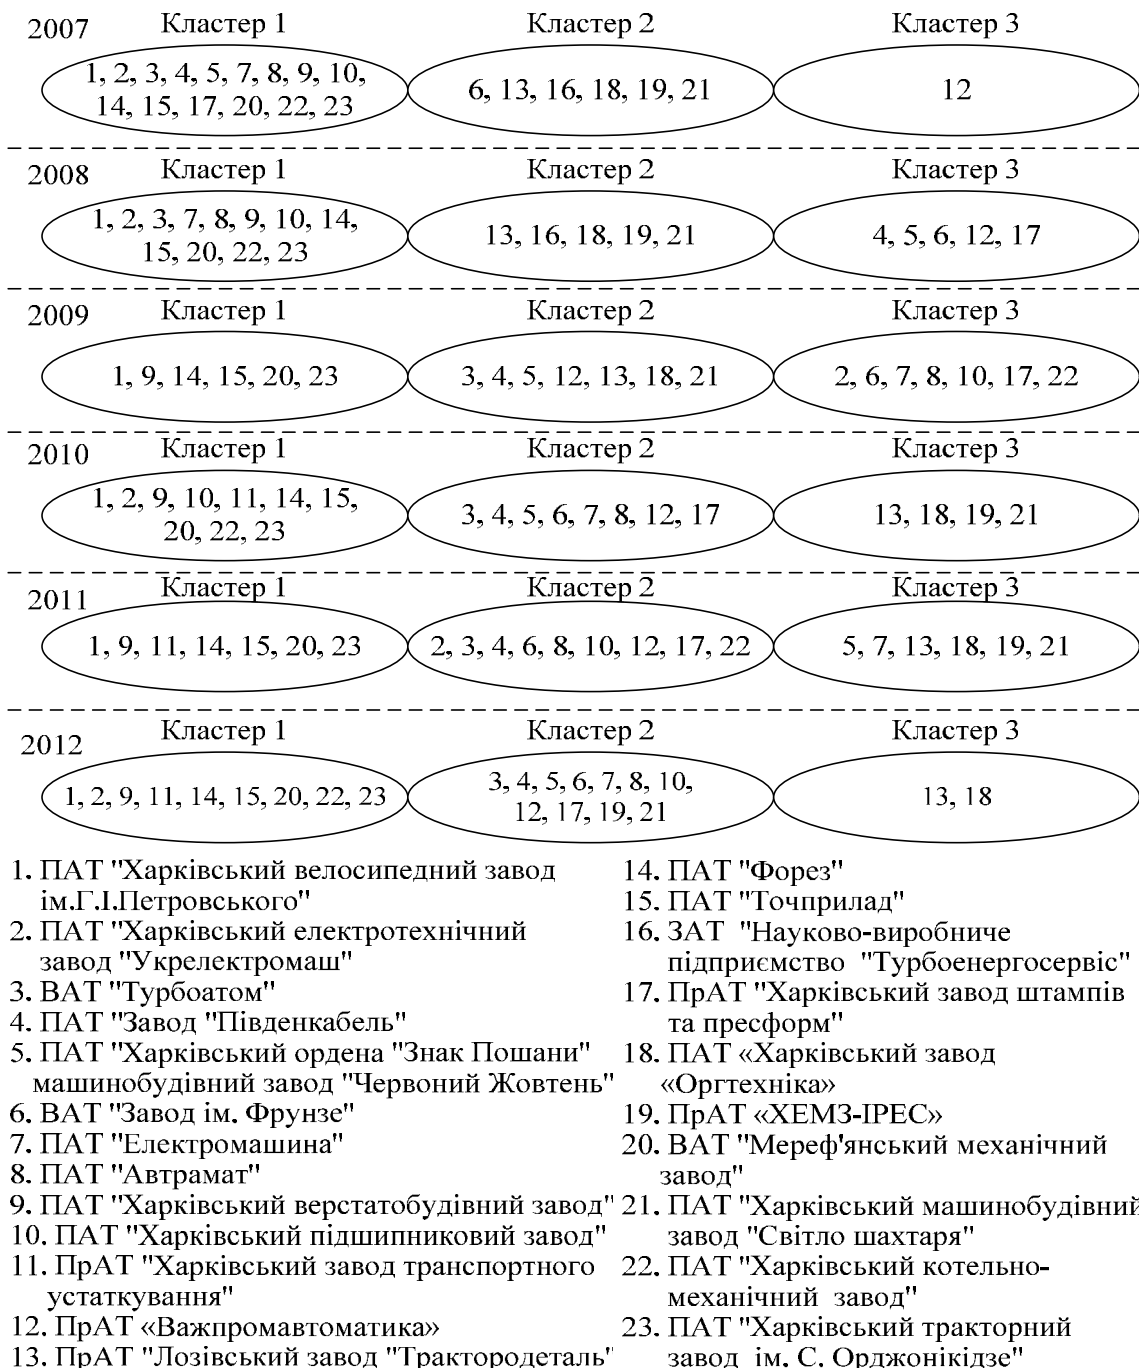 2007
Кластер 1
Кластер 2
Кластер 3
1, 2, 3, 4, 5, 7, 8, 9, 10,
14, 15, 17, 20, 22, 23
6, 13, 16, 18, 19, 21
12
2008
Кластер 1
Кластер 2
Кластер 3
1, 2, 3, 7, 8, 9, 10, 14,
15, 20, 22, 23
13, 16, 18, 19, 21
4, 5, 6, 12, 17
2009
Кластер 1
Кластер 2
Кластер 3
1, 9, 14, 15, 20, 23
3, 4, 5, 12, 13, 18, 21
2, 6, 7, 8, 10, 17, 22
2010
Кластер 1
Кластер 2
Кластер 3
1, 2, 9, 10, 11, 14, 15,
20, 22, 23
3, 4, 5, 6, 7, 8, 12, 17
13, 18, 19, 21
2011
Кластер 1
Кластер 2
Кластер 3
1, 9, 11, 14, 15, 20, 23
2, 3, 4, 6, 8, 10, 12, 17, 22
5, 7, 13, 18, 19, 21
2012
Кластер 1
Кластер 2
Кластер 3
1, 2, 9, 11, 14, 15, 20, 22, 23
3, 4, 5, 6, 7, 8, 10,
12, 17, 19, 21
13, 18
1. ПАТ "Харківський велосипедний завод
ім.Г.І.Петровського"
2. ПАТ "Харківський електротехнічний
завод "Укрелектромаш"
3. ВАТ "Турбоатом"
4. ПАТ "Завод "Південкабель"
5. ПАТ "Харківський ордена "Знак Пошани"
машинобудівний завод "Червоний Жовтень"
6. ВАТ "Завод ім. Фрунзе"
7. ПАТ "Електромашина"
8. ПАТ "Автрамат"
9. ПАТ "Харківський верстатобудівний завод"
10. ПАТ "Харківський підшипниковий завод"
11. ПрАТ "Харківський завод транспортного
устаткування"
12. ПрАТ «Важпромавтоматика»
13. ПрАТ "Лозівський завод "Трактородеталь"
14. ПАТ "Форез"
15. ПАТ "Точприлад"
16. ЗАТ "Науково-виробниче
підприємство "Турбоенергосервіс"
17. ПрАТ "Харківський завод штампів
та пресформ"
18. ПАТ «Харківський завод
«Оргтехніка»
19. ПрАТ «ХЕМЗ-ІРЕС»
20. ВАТ "Мереф'янський механічний
завод"
21. ПАТ "Харківський машинобудівний
завод "Світло шахтаря"
22. ПАТ "Харківський котельно-
механічний завод"
23. ПАТ "Харківський тракторний
завод ім. С. Орджонікідзе"